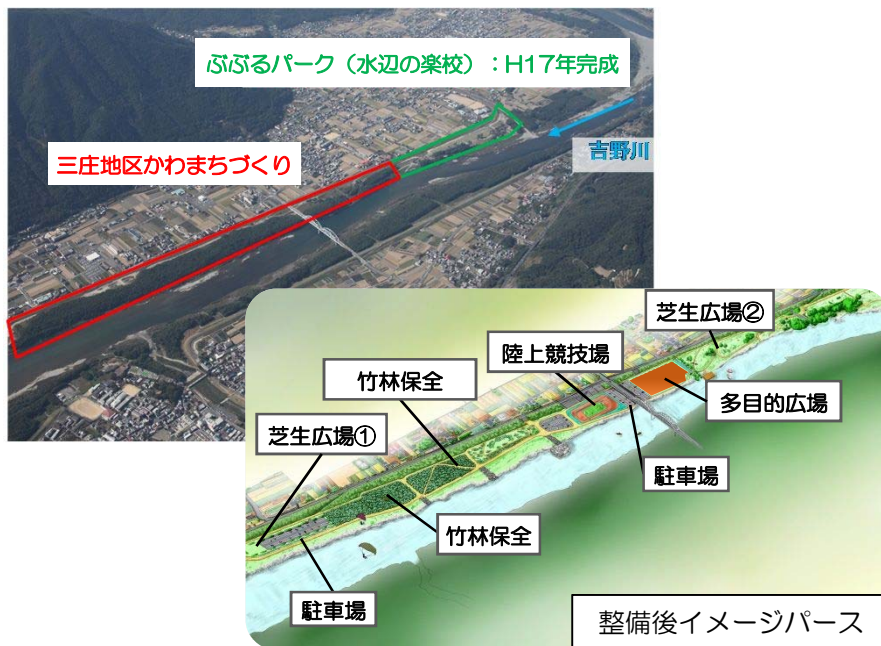 ぶぶるパーク（水辺の楽校）：H17年完成
吉野川
三庄地区かわまちづくり
芝生広場②
陸上競技場
竹林保全
多目的広場
芝生広場①
駐車場
竹林保全
駐車場
整備後イメージパース